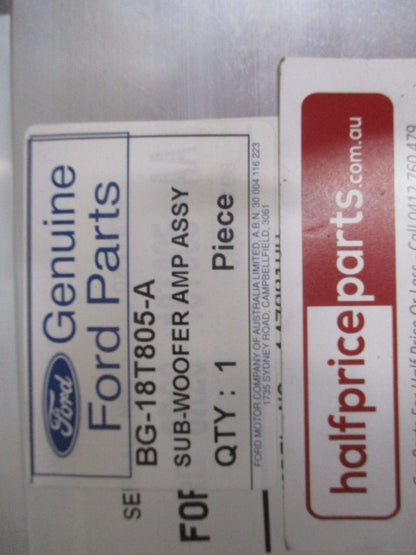 Ford
Genuine
Ford Parts
BG-18T805-A
SUB-WOOFER AMP ASSY
QTY : 1 Piece
FORD MOTOR COMPANY OF AUSTRALIA LIMITED, A.B.N. 30 004 116 223
1735 SYDNEY ROAD, CAMPBELLFIELD, 3061
SE
FOR
halfpriceparts.com.au